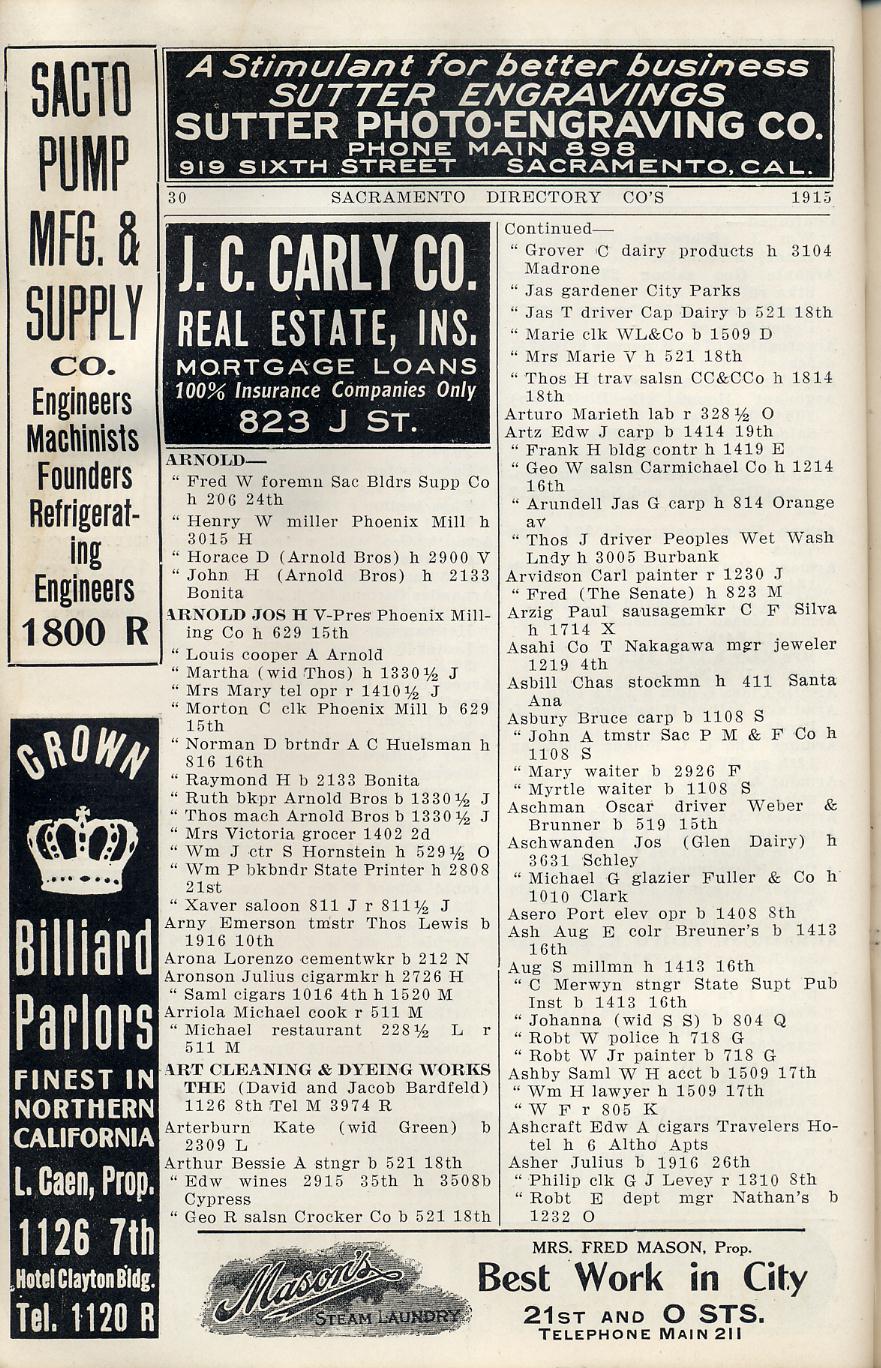 SACTO
PUMP
MFG. &
SUPPLY
CO.
Engineers
Machinists
Founders
Refrigerat-
ing
Engineers
1800 R
CROWN
Billiard
Parlors
FINEST IN
NORTHERN
CALIFORNIA
L. Caen, Prop.
1126 7th
Hotel Clayton Bldg.
Tel. 1120 R
A Stimulant for better business
SUTTER ENGRAVINGS
SUTTER PHOTO-ENGRAVING CO.
PHONE MAIN 898
919 SIXTH STREET SACRAMENTO, CAL.
30 SACRAMENTO DIRECTORY CO'S 1915
J. C. CARLY CO.
REAL ESTATE, INS.
MORTGAGE LOANS
100% Insurance Companies Only
823 J ST.
ARNOLD—
“ Fred W foremn Sac Bldrs Supp Co
h 206 24th
“ Henry W miller Phoenix Mill h
3015 H
“ Horace D (Arnold Bros) h 2900 V
“ John H (Arnold Bros) h 2133
Bonita
ARNOLD JOS H V-Pres Phoenix Mill-
ing Co h 629 15th
“ Louis cooper A Arnold
“ Martha (wid Thos) h 1330½ J
“ Mrs Mary tel opr r 1410½ J
“ Morton C clk Phoenix Mill b 629
15th
“ Norman D brtndr A C Huelsman h
816 16th
“ Raymond H b 2133 Bonita
“ Ruth bkpr Arnold Bros b 1330½ J
“ Thos mach Arnold Bros b 1330½ J
“ Mrs Victoria grocer 1402 2d
“ Wm J ctr S Hornstein h 529½ O
“ Wm P bkbndr State Printer h 2808
21st
“ Xaver saloon 811 J r 811½ J
Arny Emerson tmstr Thos Lewis b
1916 10th
Arona Lorenzo cementwkr b 212 N
Aronson Julius cigarmkr h 2726 H
“ Saml cigars 1016 4th h 1520 M
Arriola Michael cook r 511 M
“ Michael restaurant 228½ L r
511 M
ART CLEANING & DYEING WORKS
THE (David and Jacob Bardfeld)
1126 8th Tel M 3974 R
Arterburn Kate (wid Green) b
2309 L
Arthur Bessie A stngr b 521 18th
“ Edw wines 2915 35th h 3508b
Cypress
“ Geo R salsn Crocker Co b 521 18th
Continued—
“ Grover C dairy products h 3104
Madrone
“ Jas gardener City Parks
“ Jas T driver Cap Dairy b 521 18th
“ Marie clk WL&Co b 1509 D
“ Mrs Marie V h 521 18th
“ Thos H trav salsn CC&CCo h 1814
18th
Arturo Marieth lab r 328½ O
Artz Edw J carp b 1414 19th
“ Frank H bldg contr h 1419 E
“ Geo W salsn Carmichael Co h 1214
16th
“ Arundell Jas G carp h 814 Orange
av
“ Thos J driver Peoples Wet Wash
Lndy h 3005 Burbank
Arvidson Carl painter r 1230 J
“ Fred (The Senate) h 823 M
Arzig Paul sausagemkr C F Silva
h 1714 X
Asahi Co T Nakagawa mgr jeweler
1219 4th
Asbill Chas stockmn h 411 Santa
Ana
Asbury Bruce carp b 1108 S
“ John A tmstr Sac P M & F Co h
1108 S
“ Mary waiter b 2926 F
“ Myrtle waiter b 1108 S
Aschman Oscar driver Weber &
Brunner b 519 15th
Aschwanden Jos (Glen Dairy) h
3631 Schley
“ Michael G glazier Fuller & Co h
1010 Clark
Asero Port elev opr b 1408 8th
Ash Aug E colr Breuner's b 1413
16th
Aug S millmn h 1413 16th
“ C Merwyn stngr State Supt Pub
Inst b 1413 16th
“ Johanna (wid S S) b 804 Q
“ Robt W police h 718 G
“ Robt W Jr painter b 718 G
Ashby Saml W H acct b 1509 17th
“ Wm H lawyer h 1509 17th
“ W F r 805 K
Ashcraft Edw A cigars Travelers Ho-
tel h 6 Altho Apts
Asher Julius b 1916 26th
“ Philip clk G J Levey r 1310 8th
“ Robt E dept mgr Nathan's b
1232 O
Mason's
STEAM LAUNDRY
MRS. FRED MASON, Prop.
Best Work in City
21ST AND O STS.
TELEPHONE MAIN 211